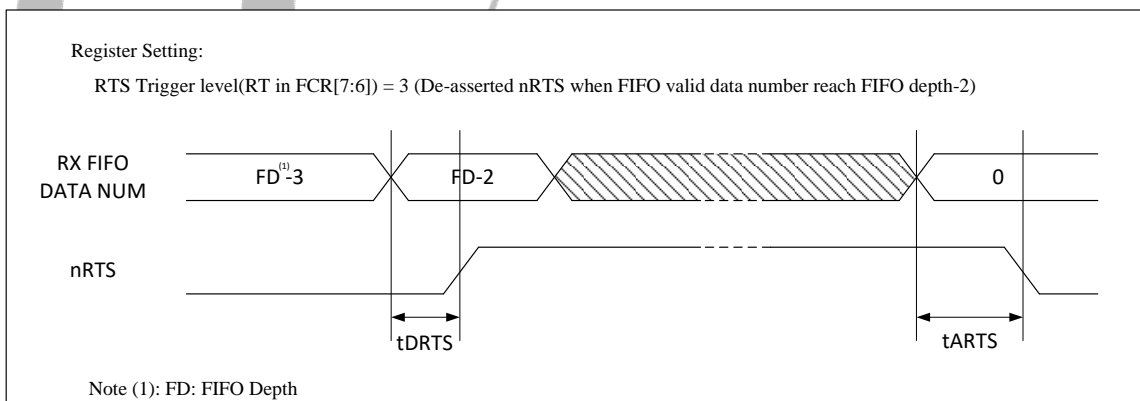 Register Setting:
RTS Trigger level(RT in FCR[7:6]) = 3 (De-asserted nRTS when FIFO valid data number reach FIFO depth-2)
RX FIFO
DATA NUM
FD(1)-3
FD-2
0
nRTS
tDRTS
tARTS
Note (1): FD: FIFO Depth